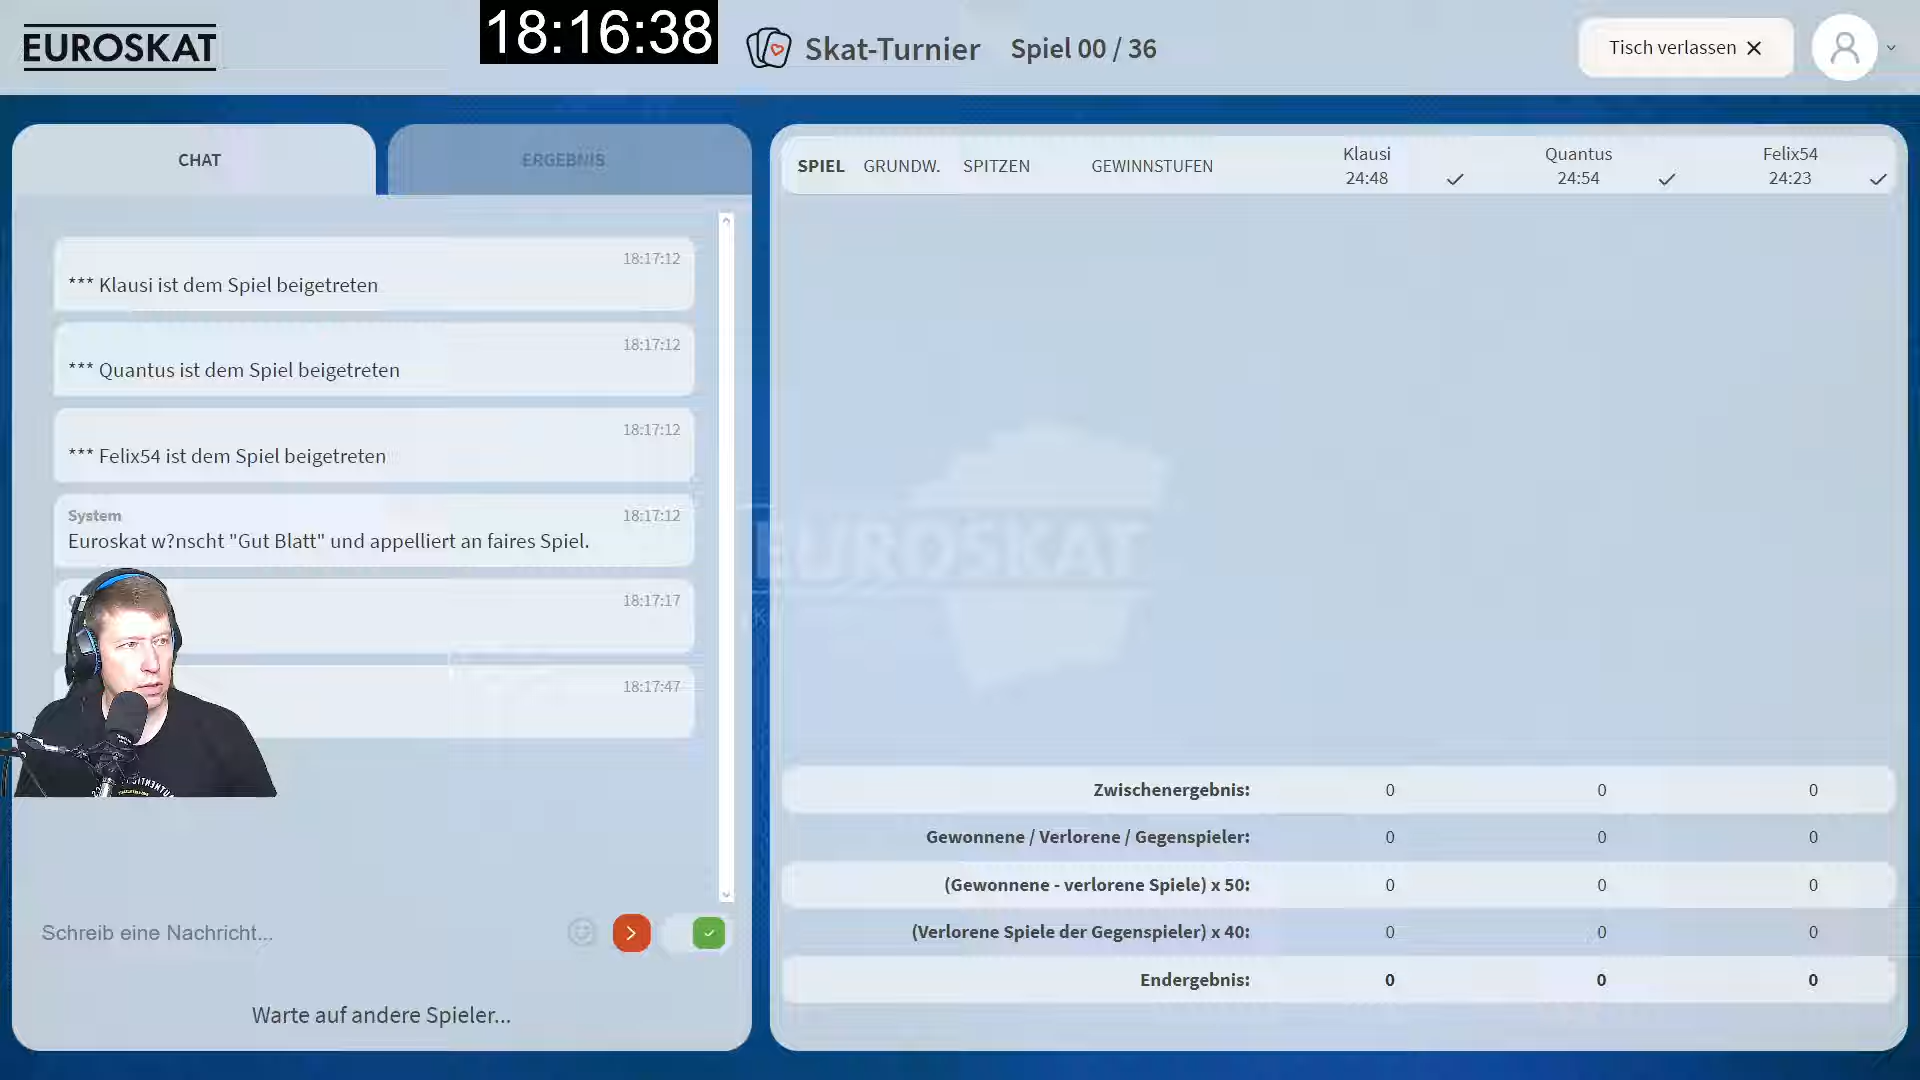 EUROSKAT
18:16:38
Skat-Turnier
Spiel 00 / 36
Tisch verlassen
CHAT
ERGEBNIS
18:17:12
*** Klausi ist dem Spiel beigetreten
18:17:12
*** Quantus ist dem Spiel beigetreten
18:17:12
*** Felix54 ist dem Spiel beigetreten
System
18:17:12
Euroskat w?nscht "Gut Blatt" und appelliert an faires Spiel.
18:17:17
18:17:47
Schreib eine Nachricht...
Warte auf andere Spieler...
SPIEL GRUNDW. SPITZEN GEWINNSTUFEN
Klausi
24:48
Quantus
24:54
Felix54
24:23
EUROSKAT
Zwischenergebnis: 0 0 0
Gewonnene / Verlorene / Gegenspieler: 0 0 0
(Gewonnene - verlorene Spiele) x 50: 0 0 0
(Verlorene Spiele der Gegenspieler) x 40: 0 0 0
Endergebnis: 0 0 0